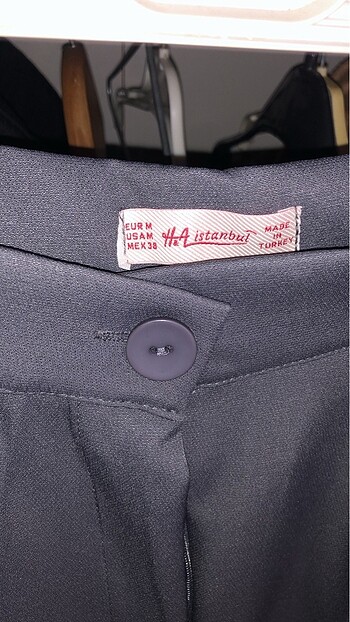 EUR M
USA M
MEX 38
H&A istanbul
MADE
IN
TURKEY